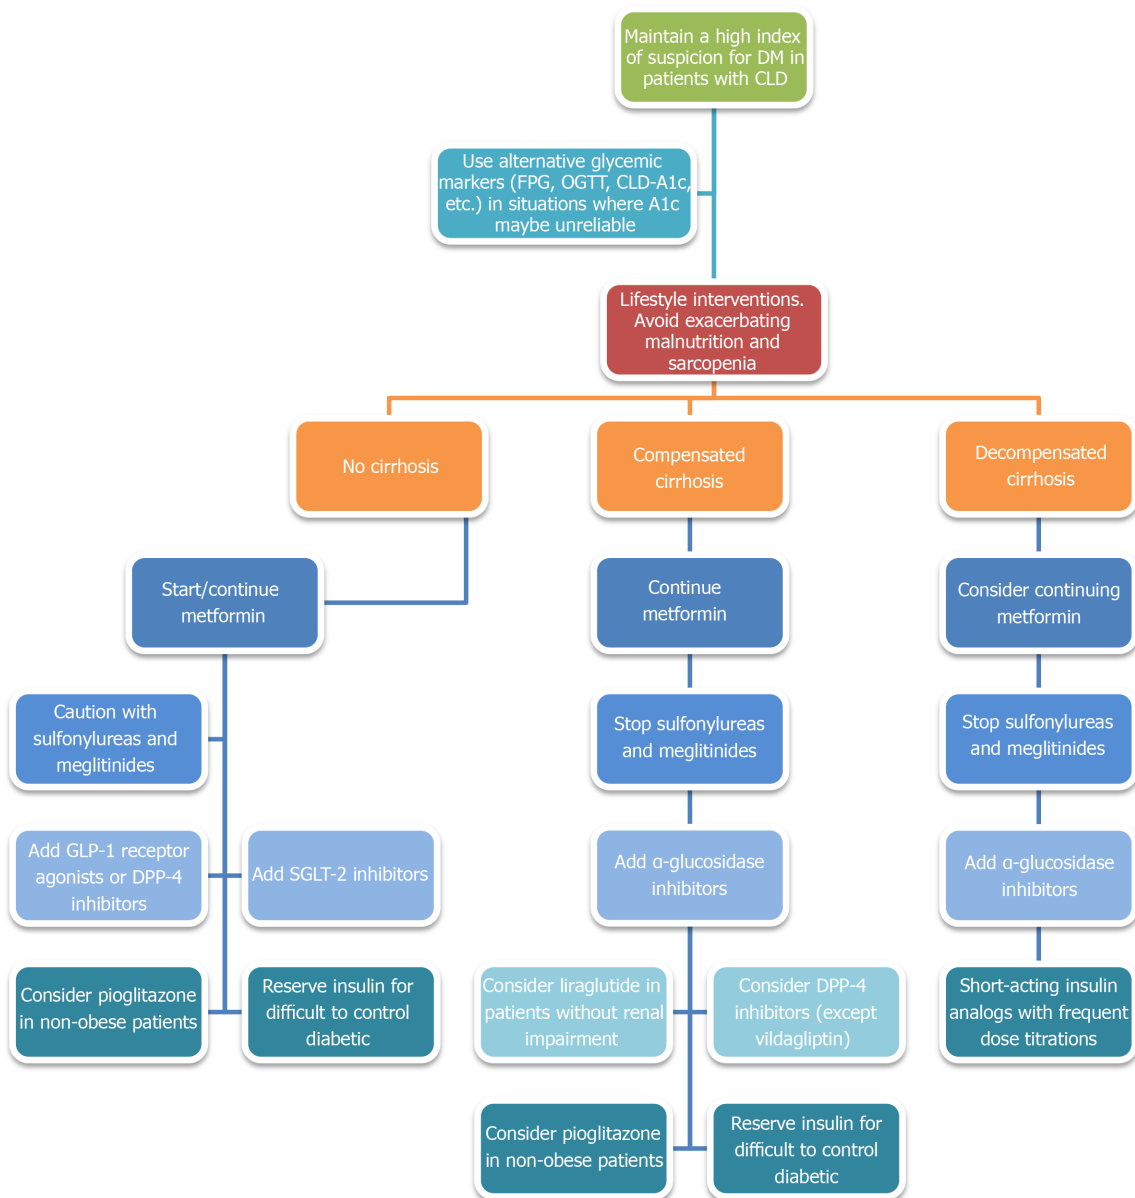 Maintain a high index
of suspicion for DM in
patients with CLD
Use alternative glycemic
markers (FPG, OGTT, CLD-A1c,
etc.) in situations where A1c
maybe unreliable
Lifestyle interventions.
Avoid exacerbating
malnutrition and
sarcopenia
No cirrhosis
Compensated
cirrhosis
Decompensated
cirrhosis
Start/continue
metformin
Continue
metformin
Consider continuing
metformin
Caution with
sulfonylureas and
meglitinides
Stop sulfonylureas
and meglitinides
Stop sulfonylureas
and meglitinides
Add GLP-1 receptor
agonists or DPP-4
inhibitors
Add SGLT-2 inhibitors
Add α-glucosidase
inhibitors
Add α-glucosidase
inhibitors
Consider pioglitazone
in non-obese patients
Reserve insulin for
difficult to control
diabetic
Consider liraglutide in
patients without renal
impairment
Consider DPP-4
inhibitors (except
vildagliptin)
Short-acting insulin
analogs with frequent
dose titrations
Consider pioglitazone
in non-obese patients
Reserve insulin for
difficult to control
diabetic